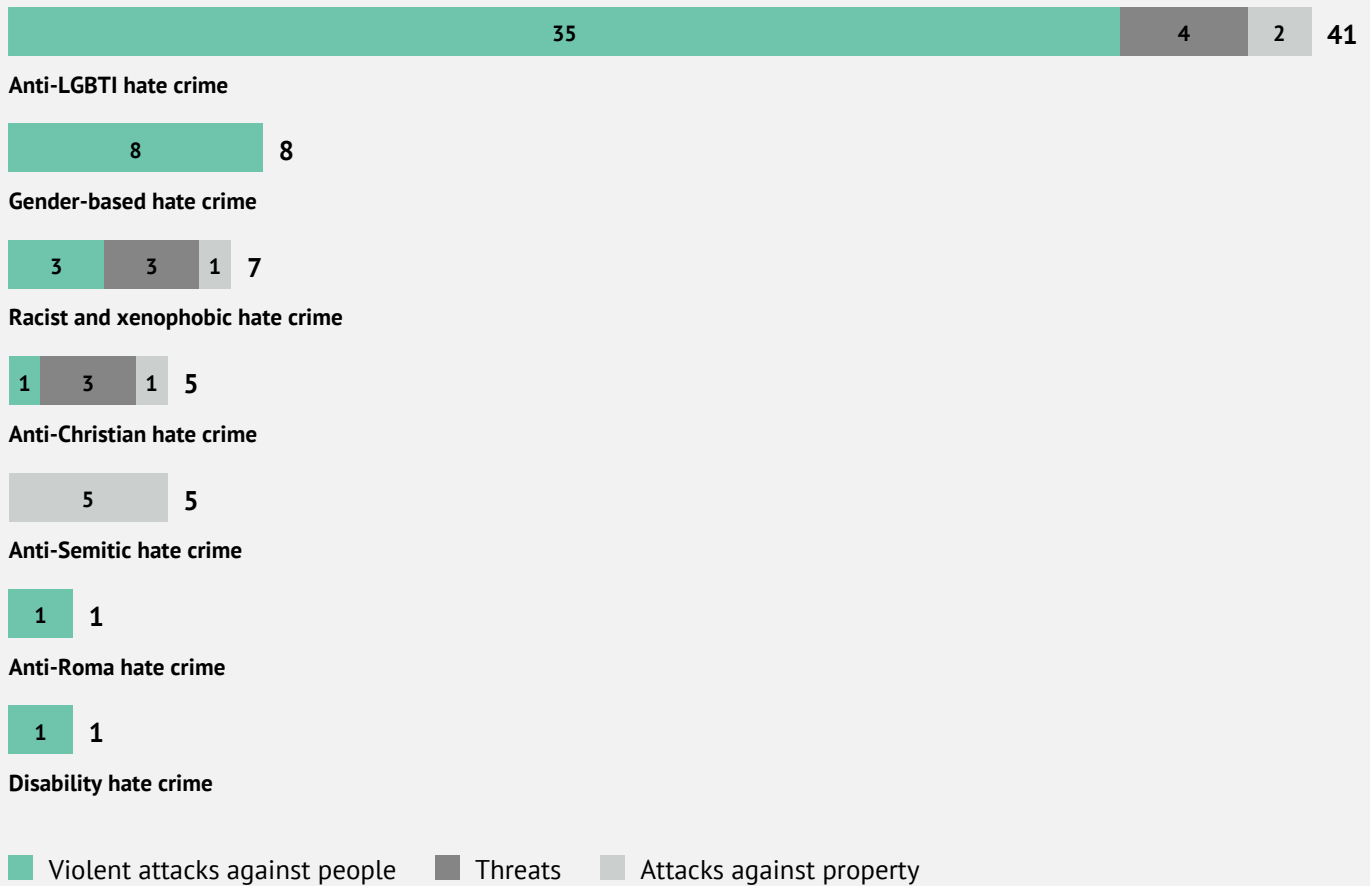 35 4 2 41
Anti-LGBTI hate crime
8 8
Gender-based hate crime
3 3 1 7
Racist and xenophobic hate crime
1 3 1 5
Anti-Christian hate crime
5 5
Anti-Semitic hate crime
1 1
Anti-Roma hate crime
1 1
Disability hate crime
Violent attacks against people Threats Attacks against property